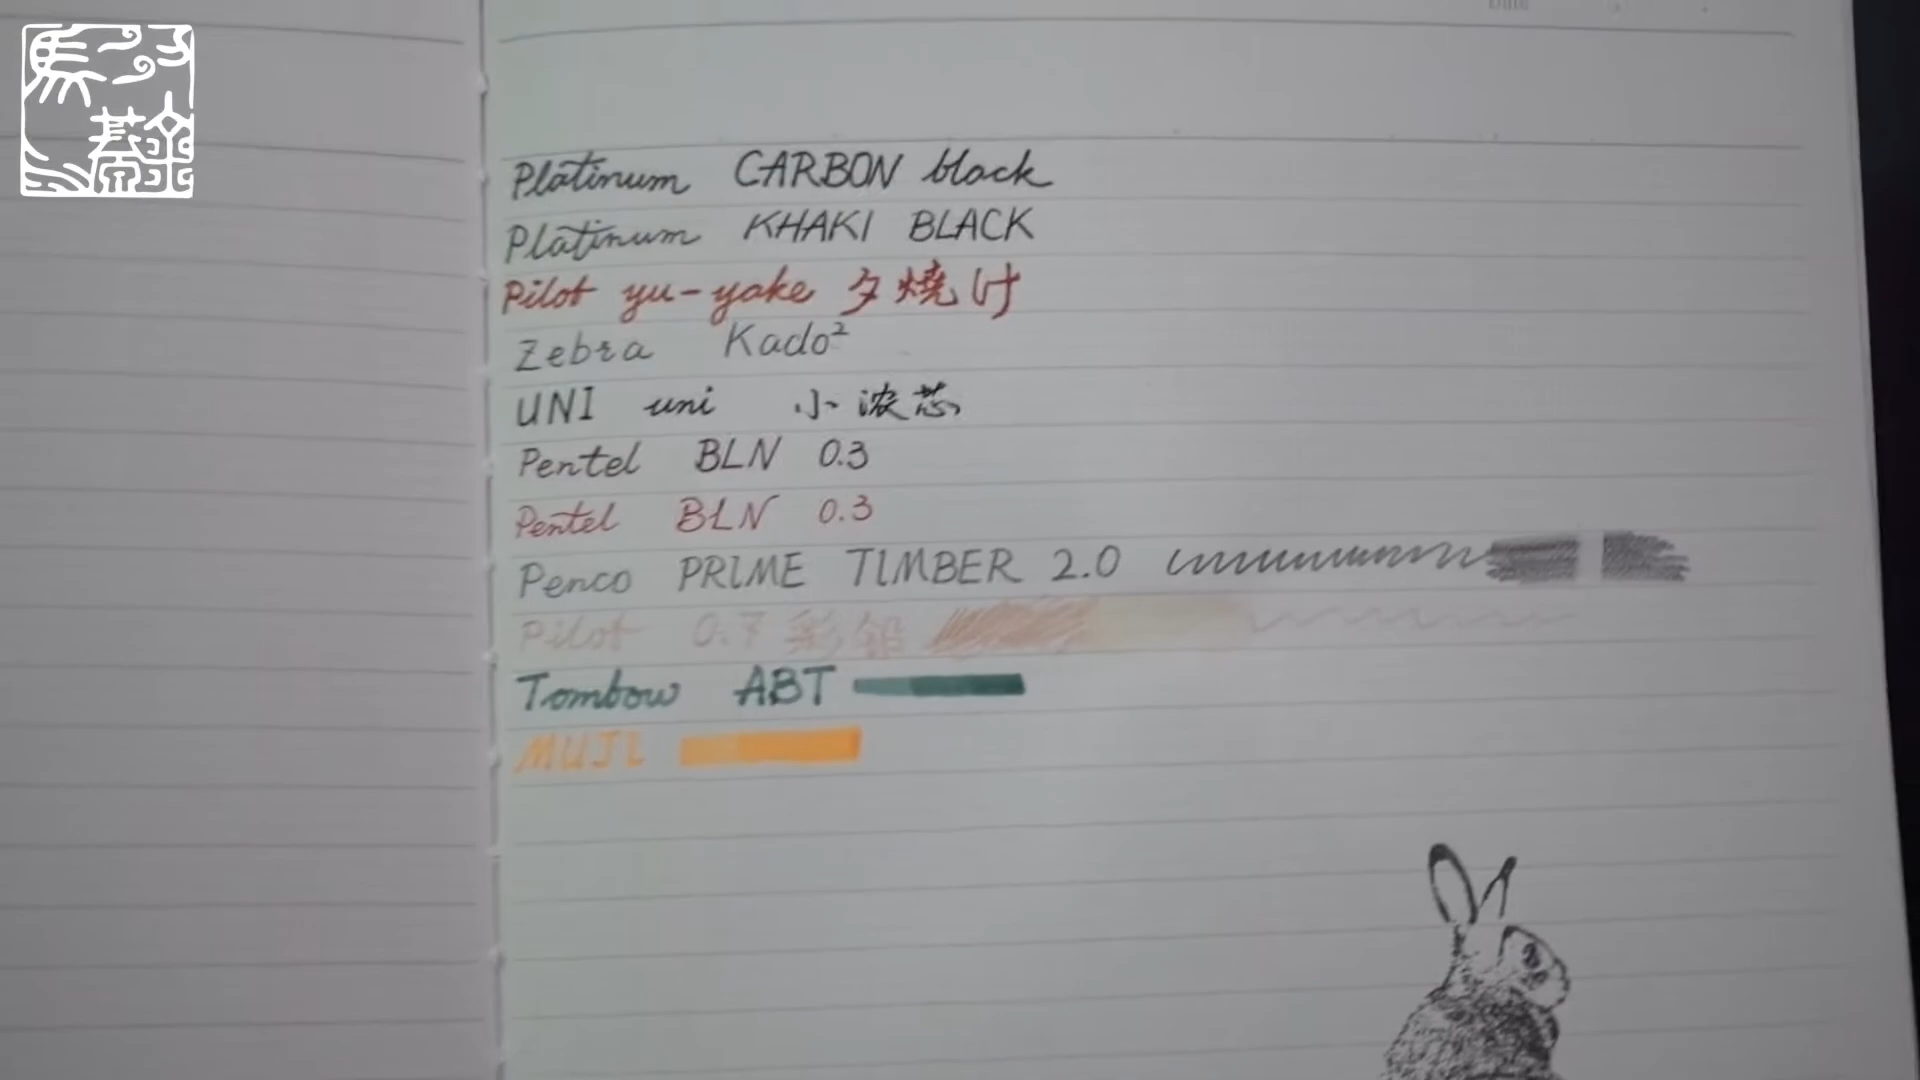 Date
Platinum CARBON black
Platinum KHAKI BLACK
Pilot yu-yake 夕焼け
Zebra Kado²
UNI uni 小浓芯
Pentel BLN 0.3
Pentel BLN 0.3
Penco PRIME TIMBER 2.0
Pilot 0.7 彩铅
Tombow ABT
MUJI